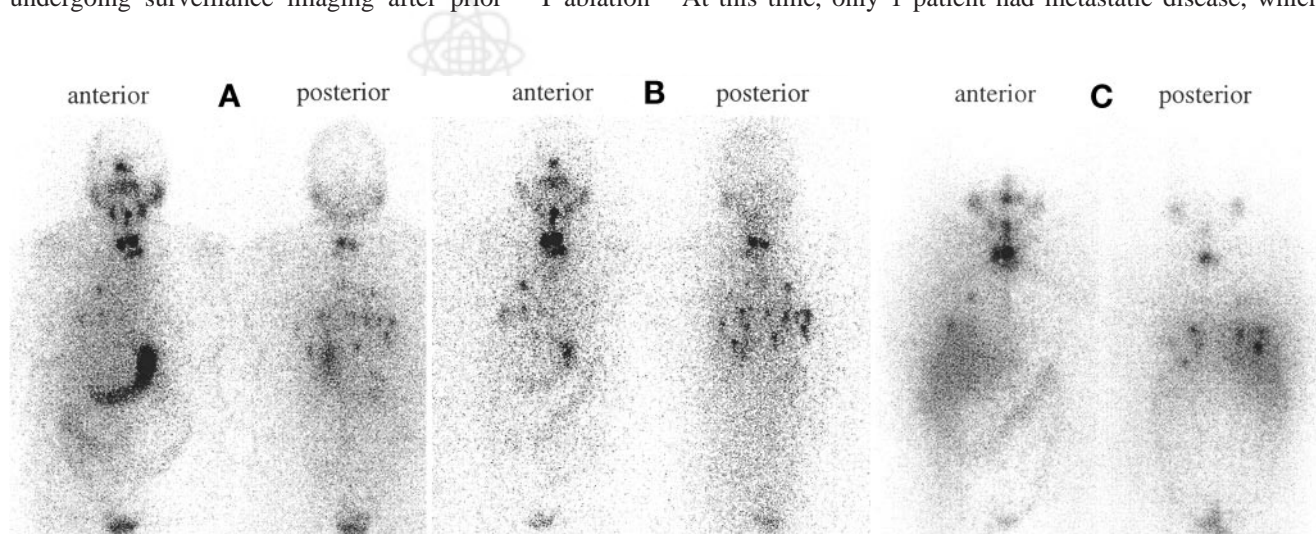 undergoing surveillance imaging after prior I ablation At this time, only 1 patient had metastatic disease, which
anterior A posterior anterior B posterior anterior C posterior